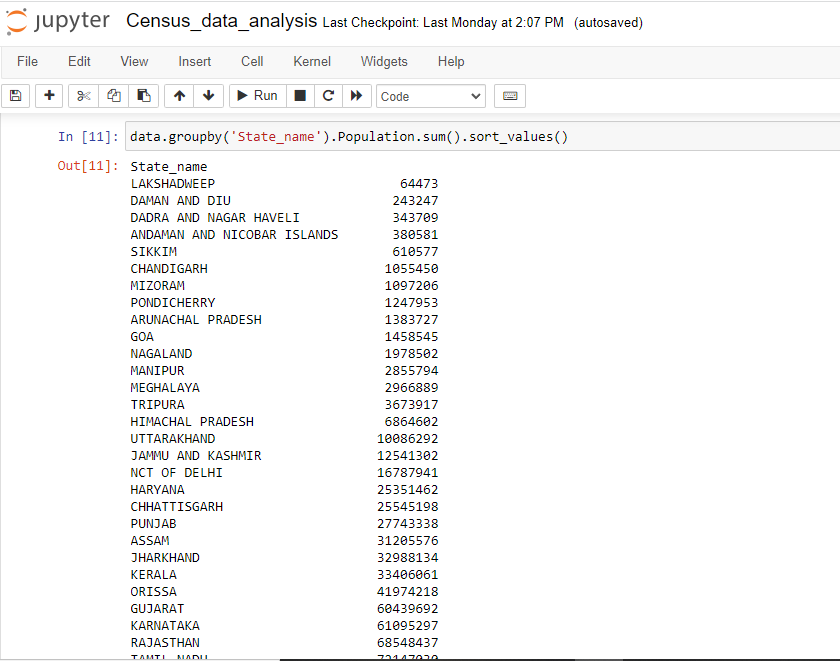 jupyter Census_data_analysis Last Checkpoint: Last Monday at 2:07 PM (autosaved)
File Edit View Insert Cell Kernel Widgets Help
Run Code
In [11]: data.groupby('State_name').Population.sum().sort_values()
Out[11]: State_name
LAKSHADWEEP 64473
DAMAN AND DIU 243247
DADRA AND NAGAR HAVELI 343709
ANDAMAN AND NICOBAR ISLANDS 380581
SIKKIM 610577
CHANDIGARH 1055450
MIZORAM 1097206
PONDICHERRY 1247953
ARUNACHAL PRADESH 1383727
GOA 1458545
NAGALAND 1978502
MANIPUR 2855794
MEGHALAYA 2966889
TRIPURA 3673917
HIMACHAL PRADESH 6864602
UTTARAKHAND 10086292
JAMMU AND KASHMIR 12541302
NCT OF DELHI 16787941
HARYANA 25351462
CHHATTISGARH 25545198
PUNJAB 27743338
ASSAM 31205576
JHARKHAND 32988134
KERALA 33406061
ORISSA 41974218
GUJARAT 60439692
KARNATAKA 61095297
RAJASTHAN 68548437
TAMIL NADU